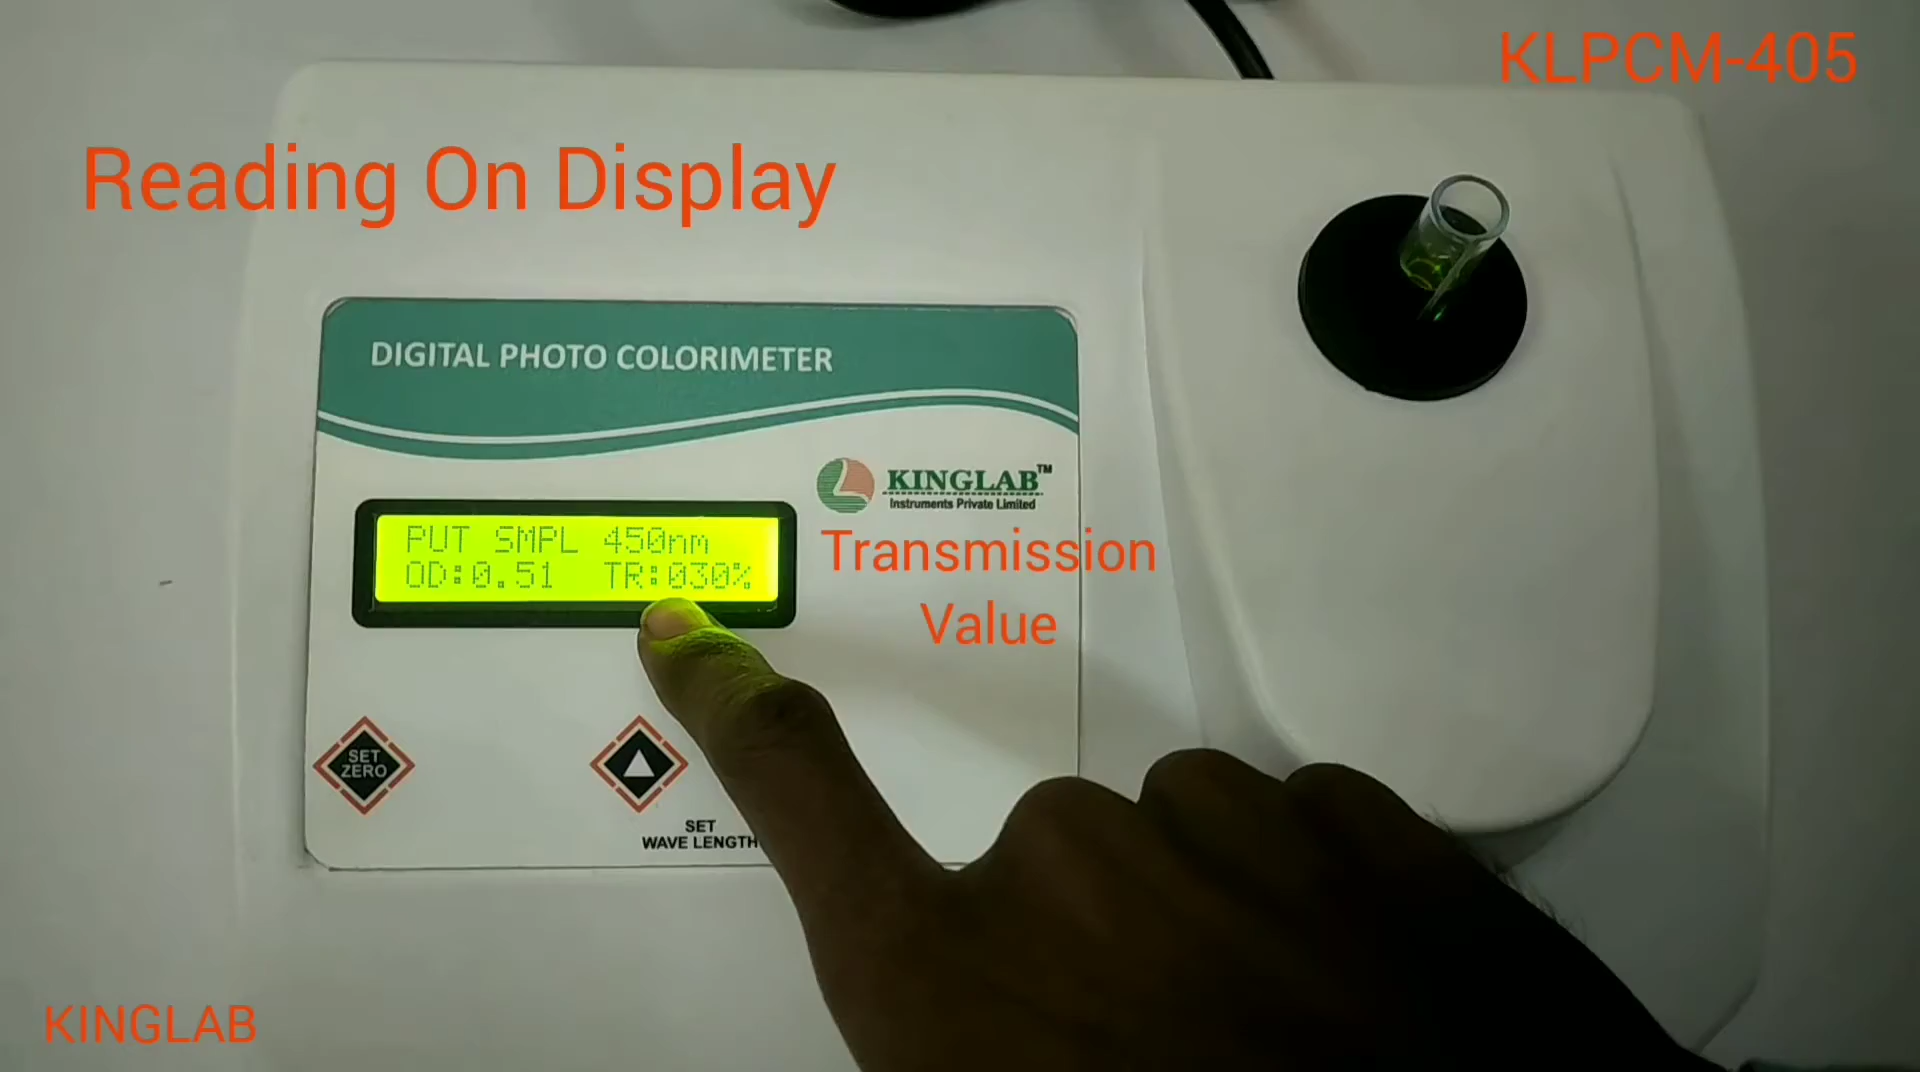 KLPCM-405
Reading On Display
DIGITAL PHOTO COLORIMETER
KINGLAB™
Instruments Private Limited
PUT SMPL 450nm
OD:0.51 TR:030%
Transmission
Value
SET
ZERO
SET
WAVE LENGTH
KINGLAB